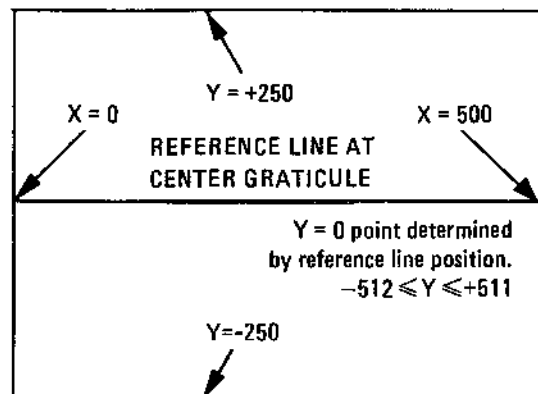 Y = +250
X = 0
X = 500
REFERENCE LINE AT
CENTER GRATICULE
Y = 0 point determined
by reference line position.
−512 ⩽ Y ⩽ +511
Y=-250